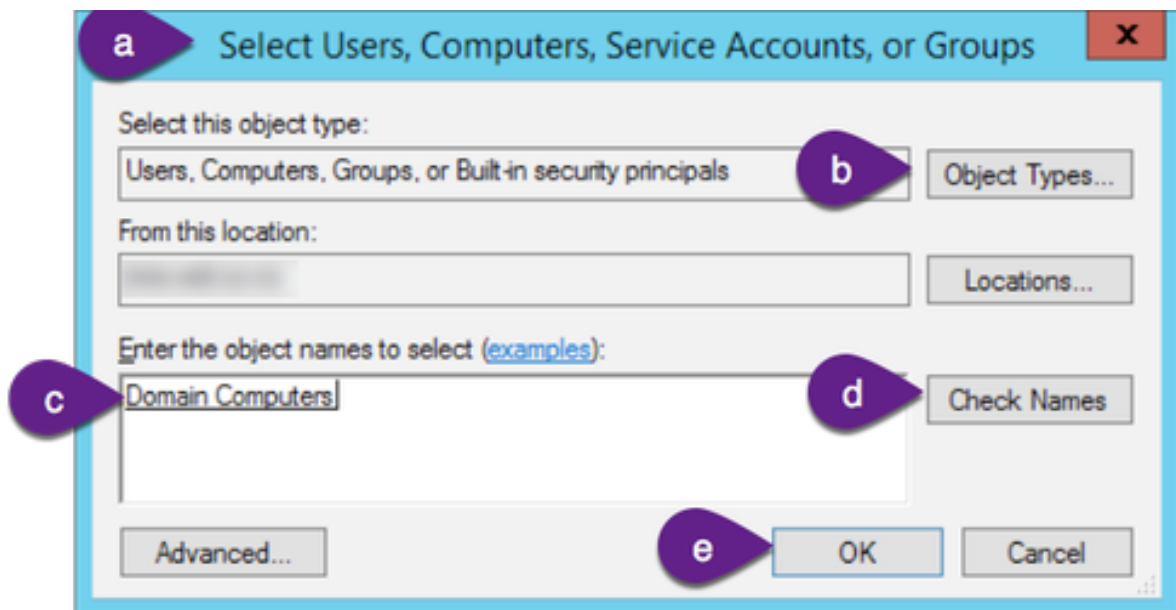 a
Select Users, Computers, Service Accounts, or Groups
x
Select this object type:
Users, Computers, Groups, or Built-in security principals
b
Object Types...
From this location:
Locations...
Enter the object names to select (examples):
c
Domain Computers
d
Check Names
Advanced...
e
OK
Cancel